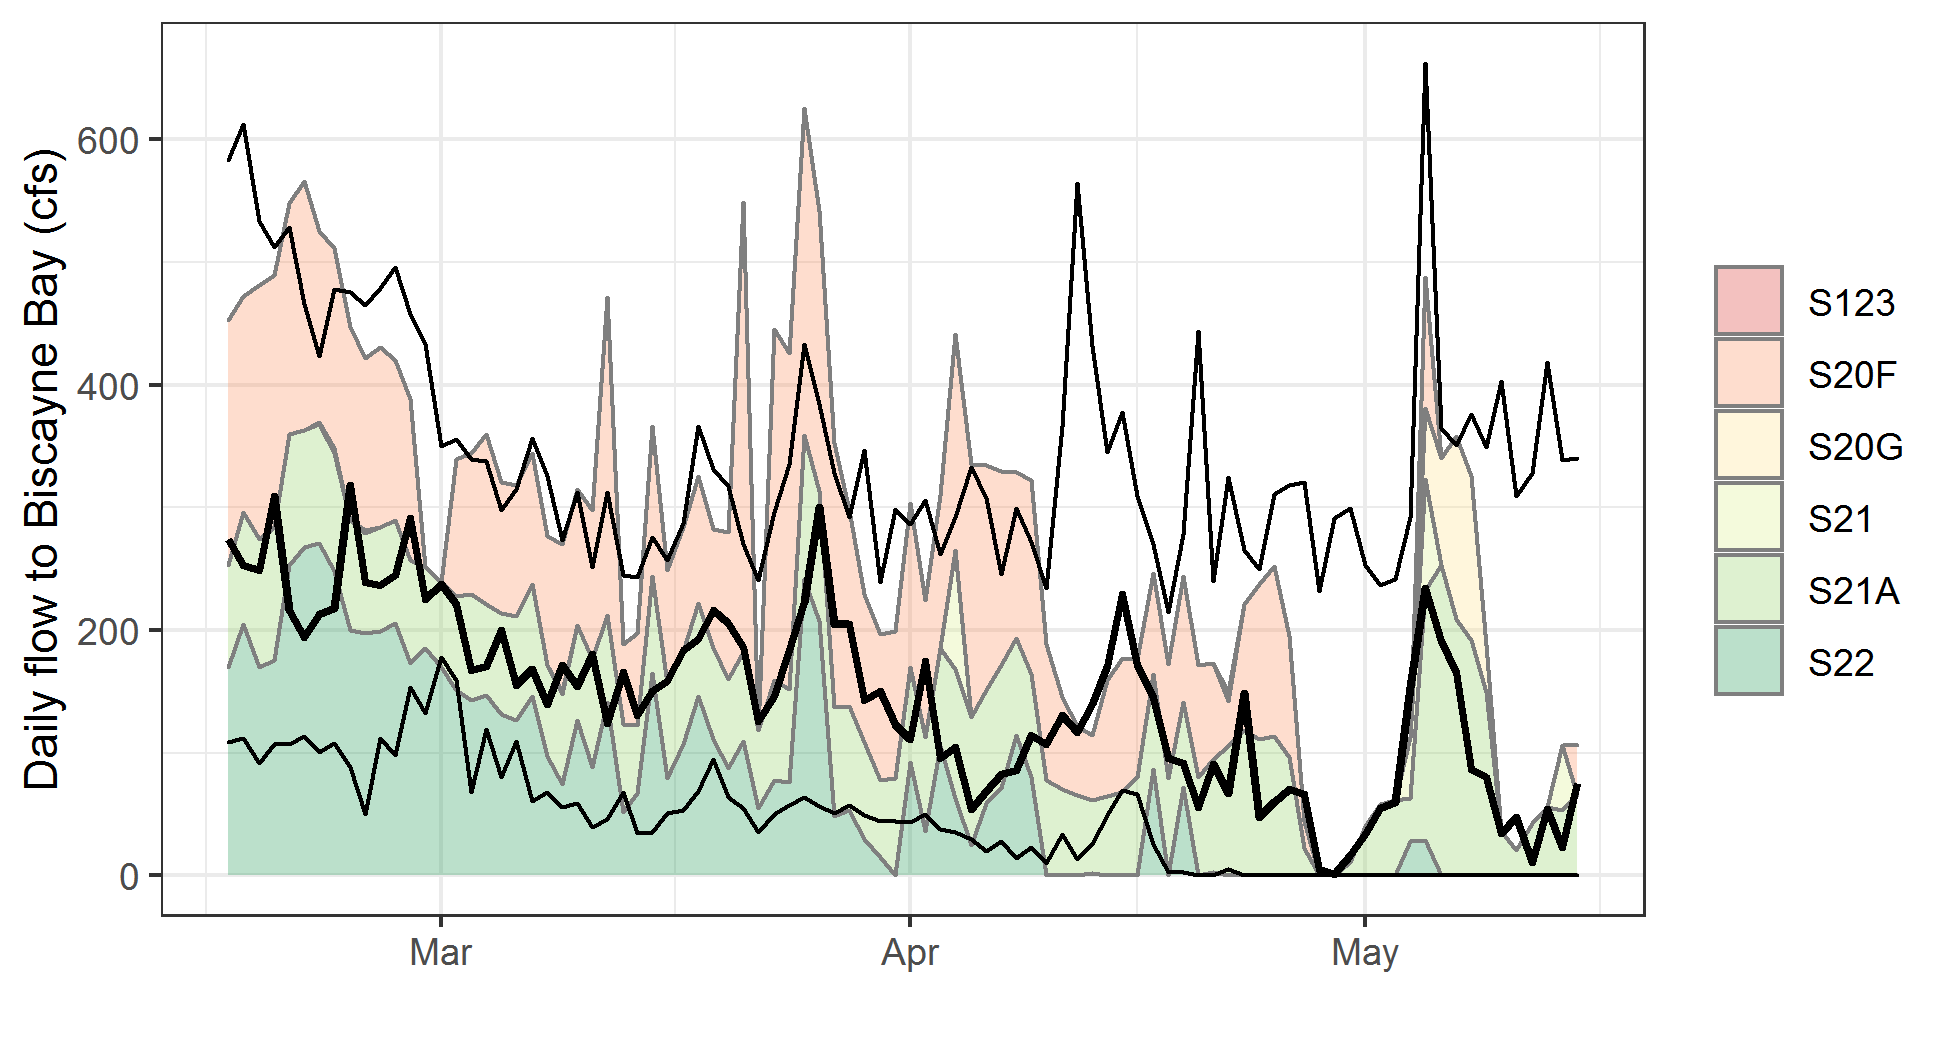 Daily flow to Biscayne Bay (cfs)
600
400
200
0
Mar
Apr
May
S123
S20F
S20G
S21
S21A
S22